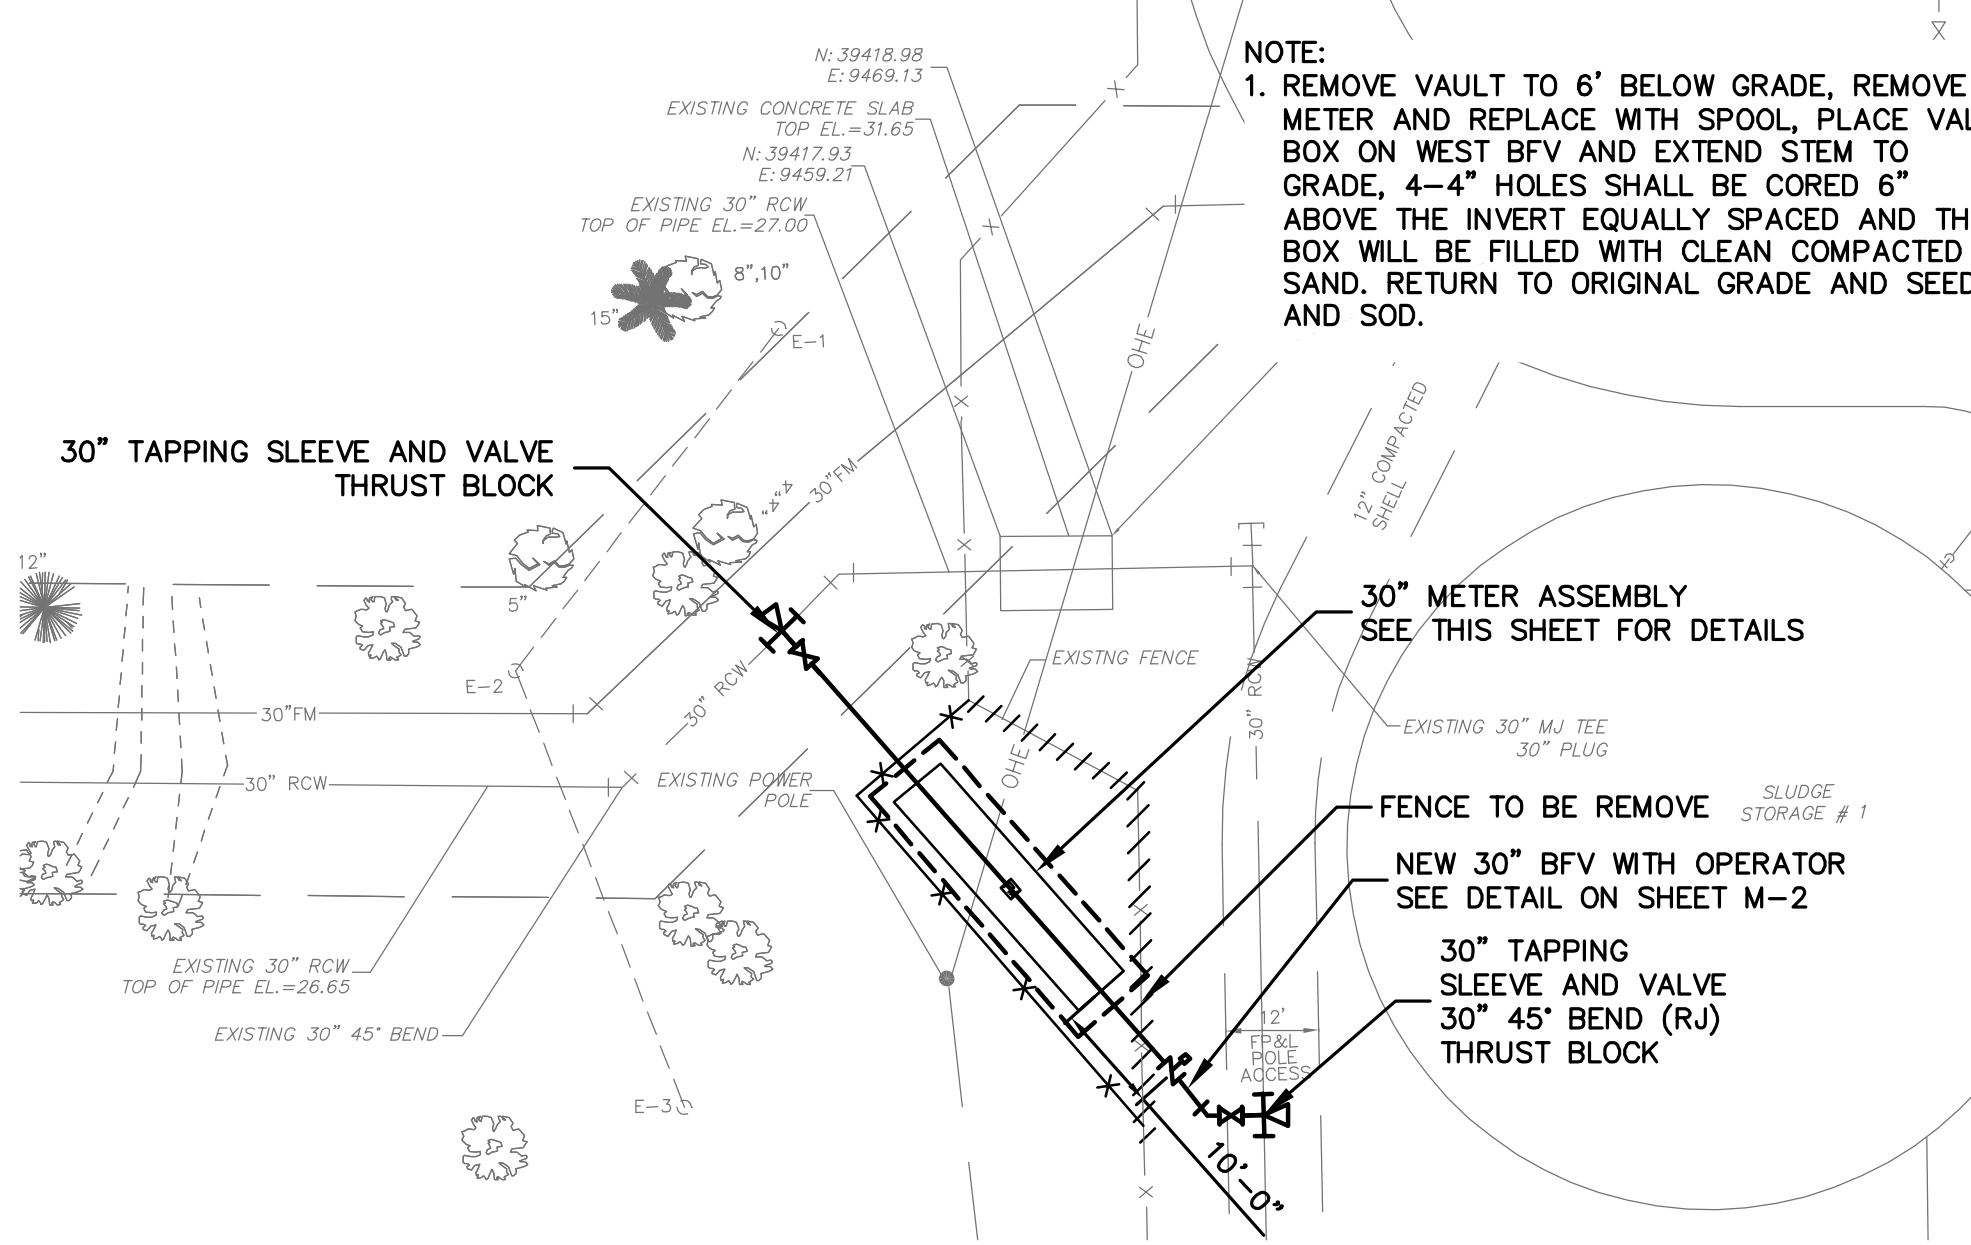 N: 39418.98
E: 9469.13
EXISTING CONCRETE SLAB
TOP EL.=31.65
N: 39417.93
E: 9459.21
EXISTING 30" RCW
TOP OF PIPE EL.=27.00
NOTE:
1. REMOVE VAULT TO 6' BELOW GRADE, REMOVE
METER AND REPLACE WITH SPOOL, PLACE VAL
BOX ON WEST BFV AND EXTEND STEM TO
GRADE, 4-4" HOLES SHALL BE CORED 6"
ABOVE THE INVERT EQUALLY SPACED AND TH
BOX WILL BE FILLED WITH CLEAN COMPACTED
SAND. RETURN TO ORIGINAL GRADE AND SEED
AND SOD.
8",10"
15"
E-1
OHE
12" COMPACTED
SHELL
30" TAPPING SLEEVE AND VALVE
THRUST BLOCK
30"FM
12"
5"
30" METER ASSEMBLY
SEE THIS SHEET FOR DETAILS
EXISTNG FENCE
E-2
30" RCW
30" RCW
30"FM
EXISTING 30" MJ TEE
30" PLUG
OHE
30" RCW
EXISTING POWER
POLE
SLUDGE
STORAGE # 1
FENCE TO BE REMOVE
NEW 30" BFV WITH OPERATOR
SEE DETAIL ON SHEET M-2
30" TAPPING
SLEEVE AND VALVE
30" 45° BEND (RJ)
THRUST BLOCK
EXISTING 30" RCW
TOP OF PIPE EL.=26.65
EXISTING 30" 45° BEND
12'
FP&L
POLE
ACCESS
E-3
10'-0"